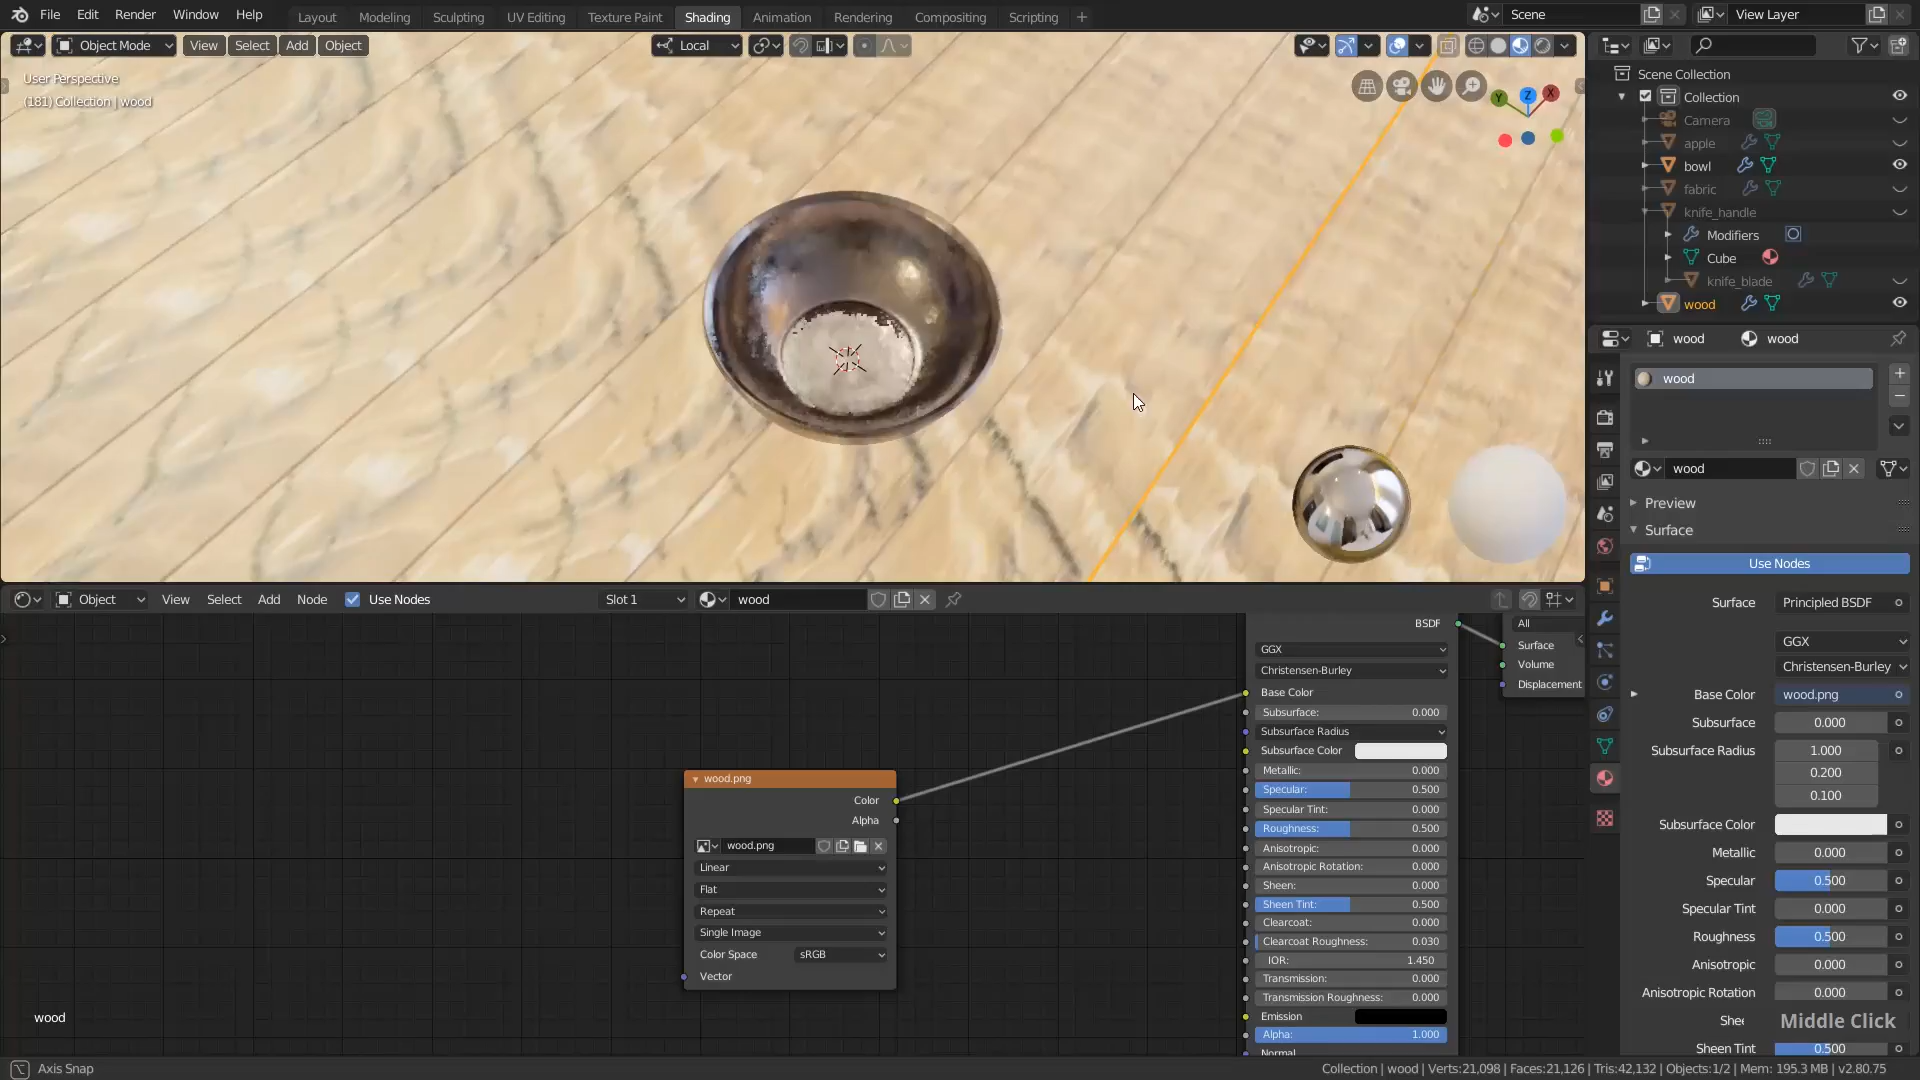 File Edit Render Window Help Layout Modeling Sculpting UV Editing Texture Paint Shading Animation Rendering Compositing Scripting + Scene View Layer
Object Mode View Select Add Object Local
User Perspective
(181) Collection | wood
Y Z X
Scene Collection
Collection
Camera
apple
bowl
fabric
knife_handle
Modifiers
Cube
knife_blade
wood
wood wood
wood
wood
Preview
Surface
Use Nodes
Surface Principled BSDF
GGX
Christensen-Burley
Base Color wood.png
Subsurface 0.000
Subsurface Radius 1.000
0.200
0.100
Subsurface Color
Metallic 0.000
Specular 0.500
Specular Tint 0.000
Roughness 0.500
Anisotropic 0.000
Anisotropic Rotation 0.000
Shee
Middle Click
Sheen Tint 0.500
Object View Select Add Node Use Nodes Slot 1 wood
BSDF
GGX
Christensen-Burley
Base Color
Subsurface: 0.000
Subsurface Radius
Subsurface Color
Metallic: 0.000
Specular: 0.500
Specular Tint: 0.000
Roughness: 0.500
Anisotropic: 0.000
Anisotropic Rotation: 0.000
Sheen: 0.000
Sheen Tint: 0.500
Clearcoat: 0.000
Clearcoat Roughness: 0.030
IOR: 1.450
Transmission: 0.000
Transmission Roughness: 0.000
Emission
Alpha: 1.000
Normal
All
Surface
Volume
Displacement
wood.png
Color
Alpha
wood.png
Linear
Flat
Repeat
Single Image
Color Space sRGB
Vector
wood
Axis Snap
Collection | wood | Verts:21,098 | Faces:21,126 | Tris:42,132 | Objects:1/2 | Mem: 195.3 MB | v2.80.75